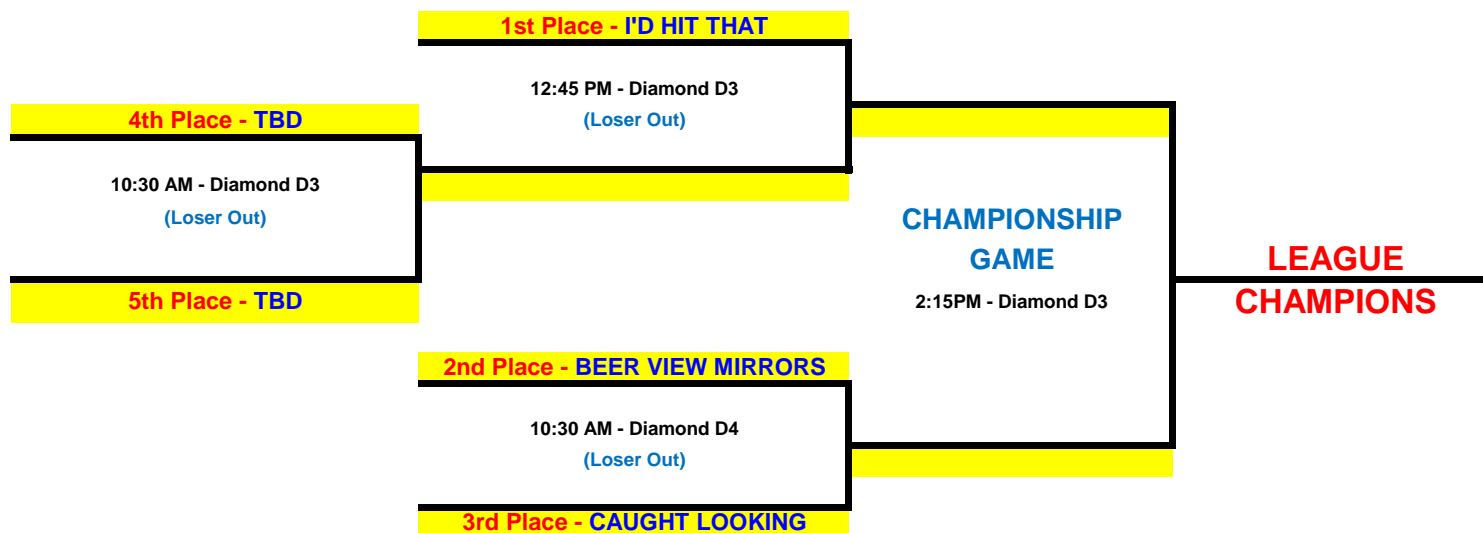 1st Place - I'D HIT THAT
12:45 PM - Diamond D3
(Loser Out)
4th Place - TBD
10:30 AM - Diamond D3
(Loser Out)
5th Place - TBD
CHAMPIONSHIP
GAME
2:15PM - Diamond D3
LEAGUE
CHAMPIONS
2nd Place - BEER VIEW MIRRORS
10:30 AM - Diamond D4
(Loser Out)
3rd Place - CAUGHT LOOKING